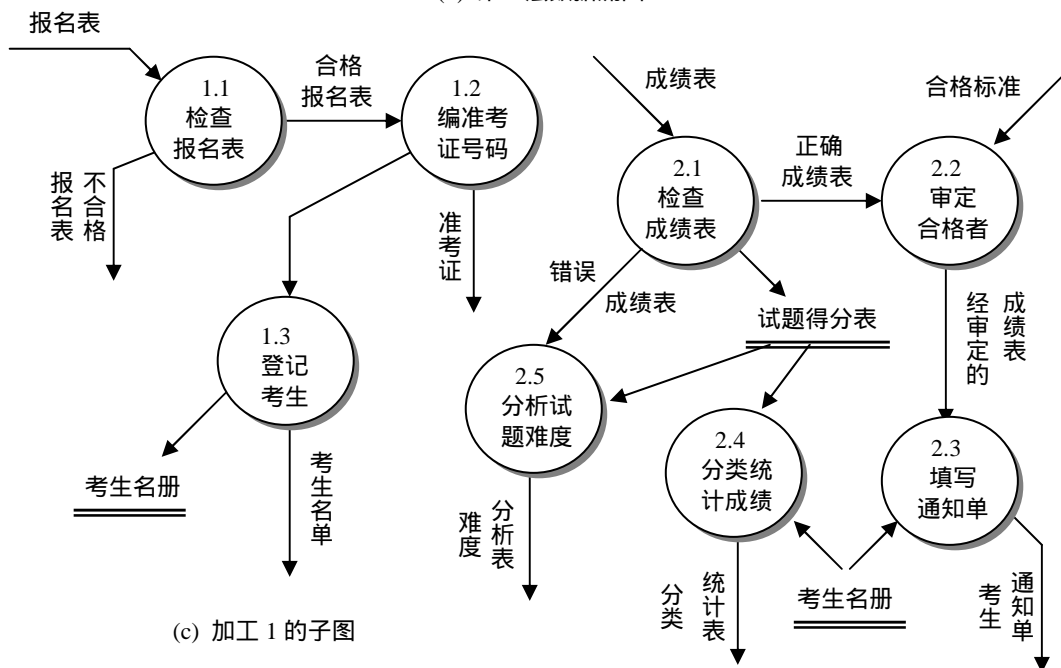 报名表
1.1
检查
报名表
合格
报名表
1.2
编准考
证号码
不合格
报名表
准考证
1.3
登记
考生
考生名册
考生名单
(c) 加工 1 的子图
成绩表
2.1
检查
成绩表
正确
成绩表
合格标准
2.2
审定
合格者
错误
成绩表
试题得分表
成绩表
经审定的
2.5
分析试
题难度
2.4
分类统
计成绩
2.3
填写
通知单
分析表
难度
统计表
分类
考生名册
通知单
考生